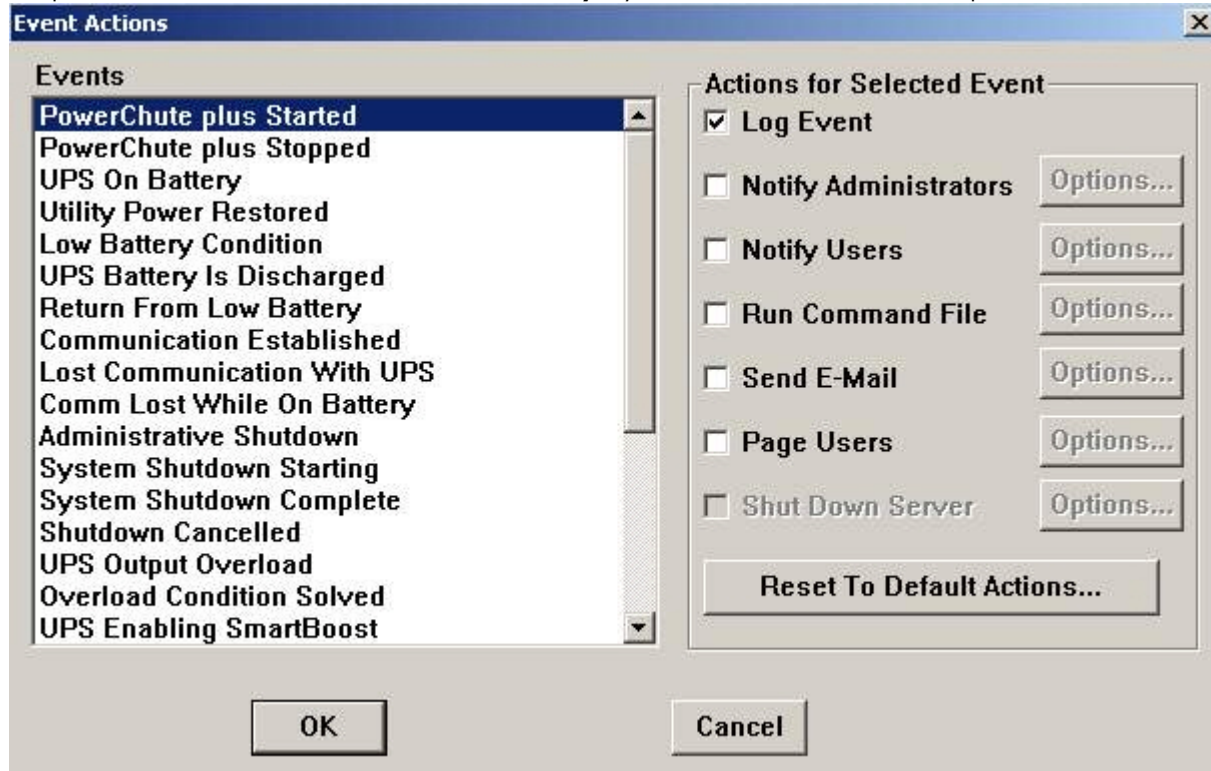 Event Actions
Events
PowerChute plus Started
PowerChute plus Stopped
UPS On Battery
Utility Power Restored
Low Battery Condition
UPS Battery Is Discharged
Return From Low Battery
Communication Established
Lost Communication With UPS
Comm Lost While On Battery
Administrative Shutdown
System Shutdown Starting
System Shutdown Complete
Shutdown Cancelled
UPS Output Overload
Overload Condition Solved
UPS Enabling SmartBoost
Actions for Selected Event
Log Event
Notify Administrators Options...
Notify Users Options...
Run Command File Options...
Send E-Mail Options...
Page Users Options...
Shut Down Server Options...
Reset To Default Actions...
OK
Cancel